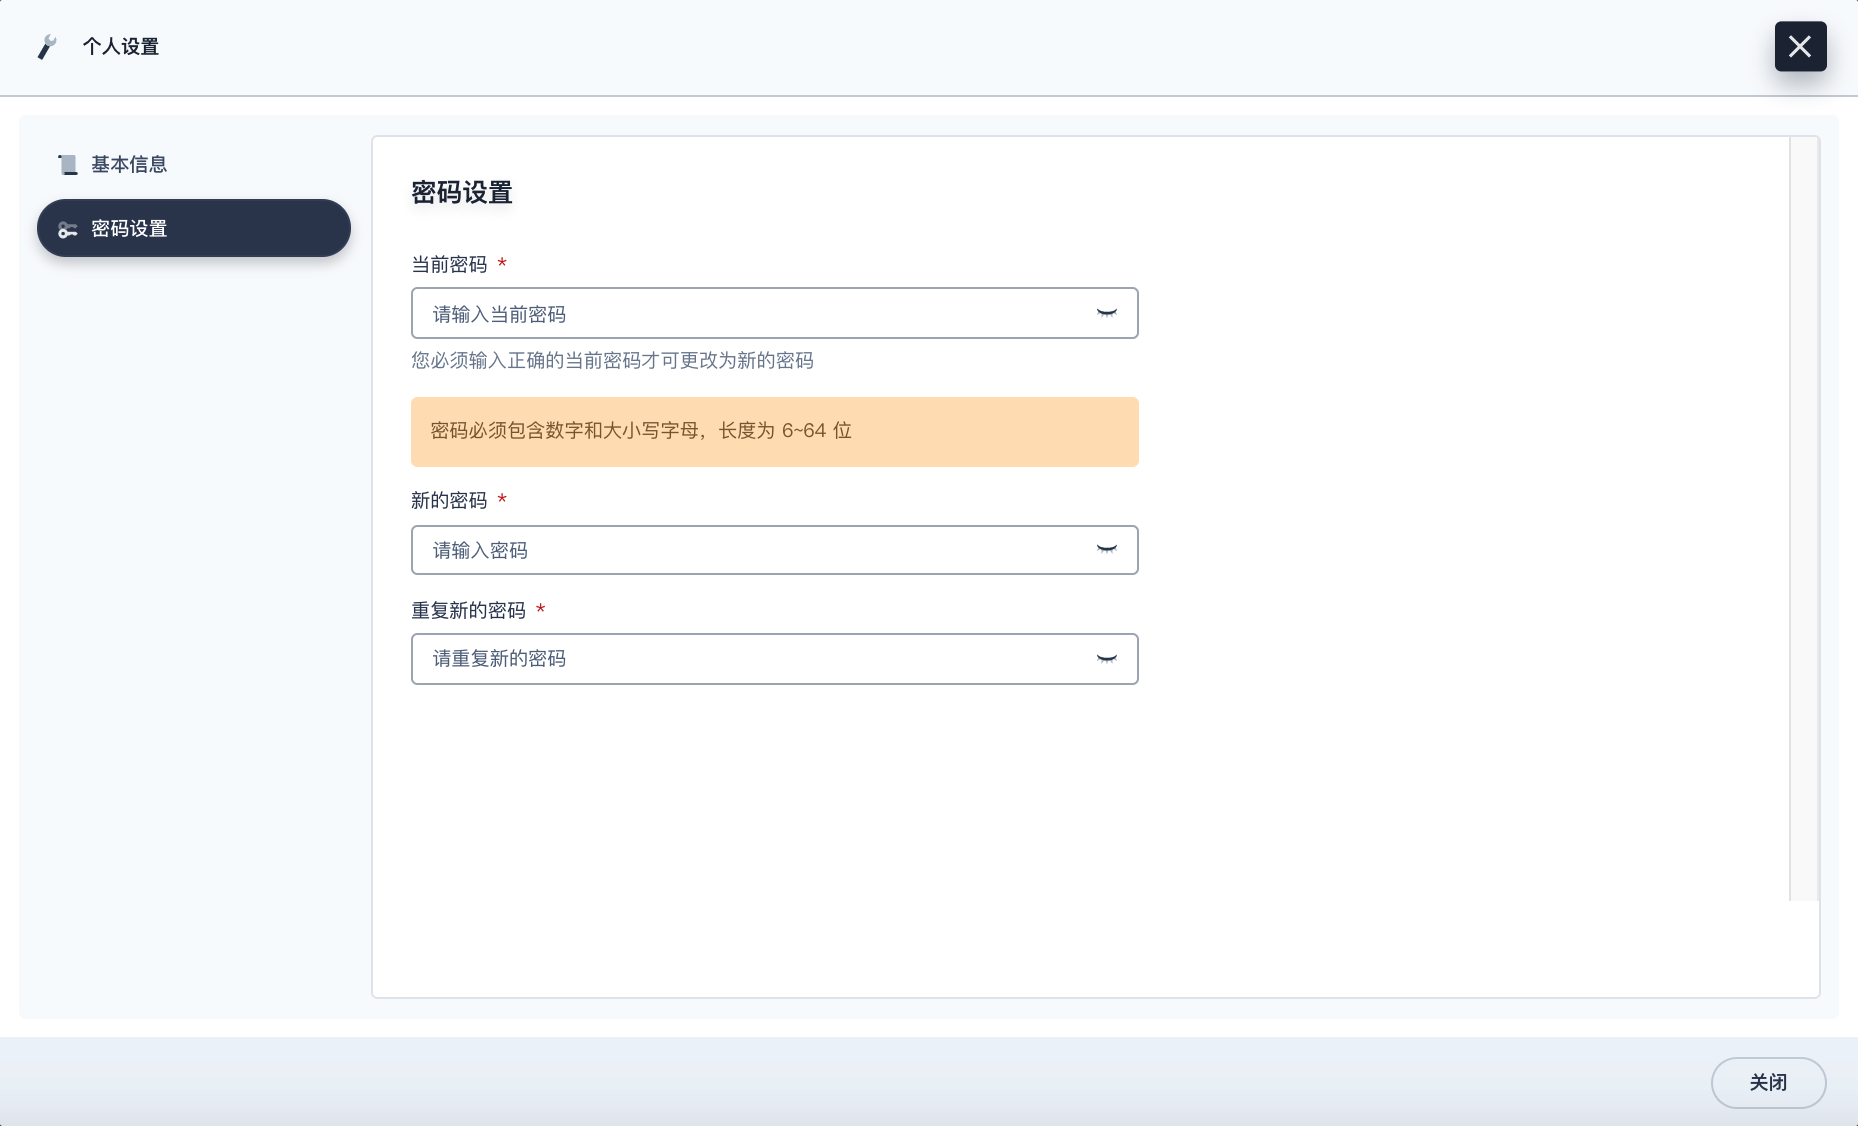 个人设置
基本信息
密码设置
密码设置
当前密码 *
请输入当前密码
您必须输入正确的当前密码才可更改为新的密码
密码必须包含数字和大小写字母，长度为 6~64 位
新的密码 *
请输入密码
重复新的密码 *
请重复新的密码
关闭